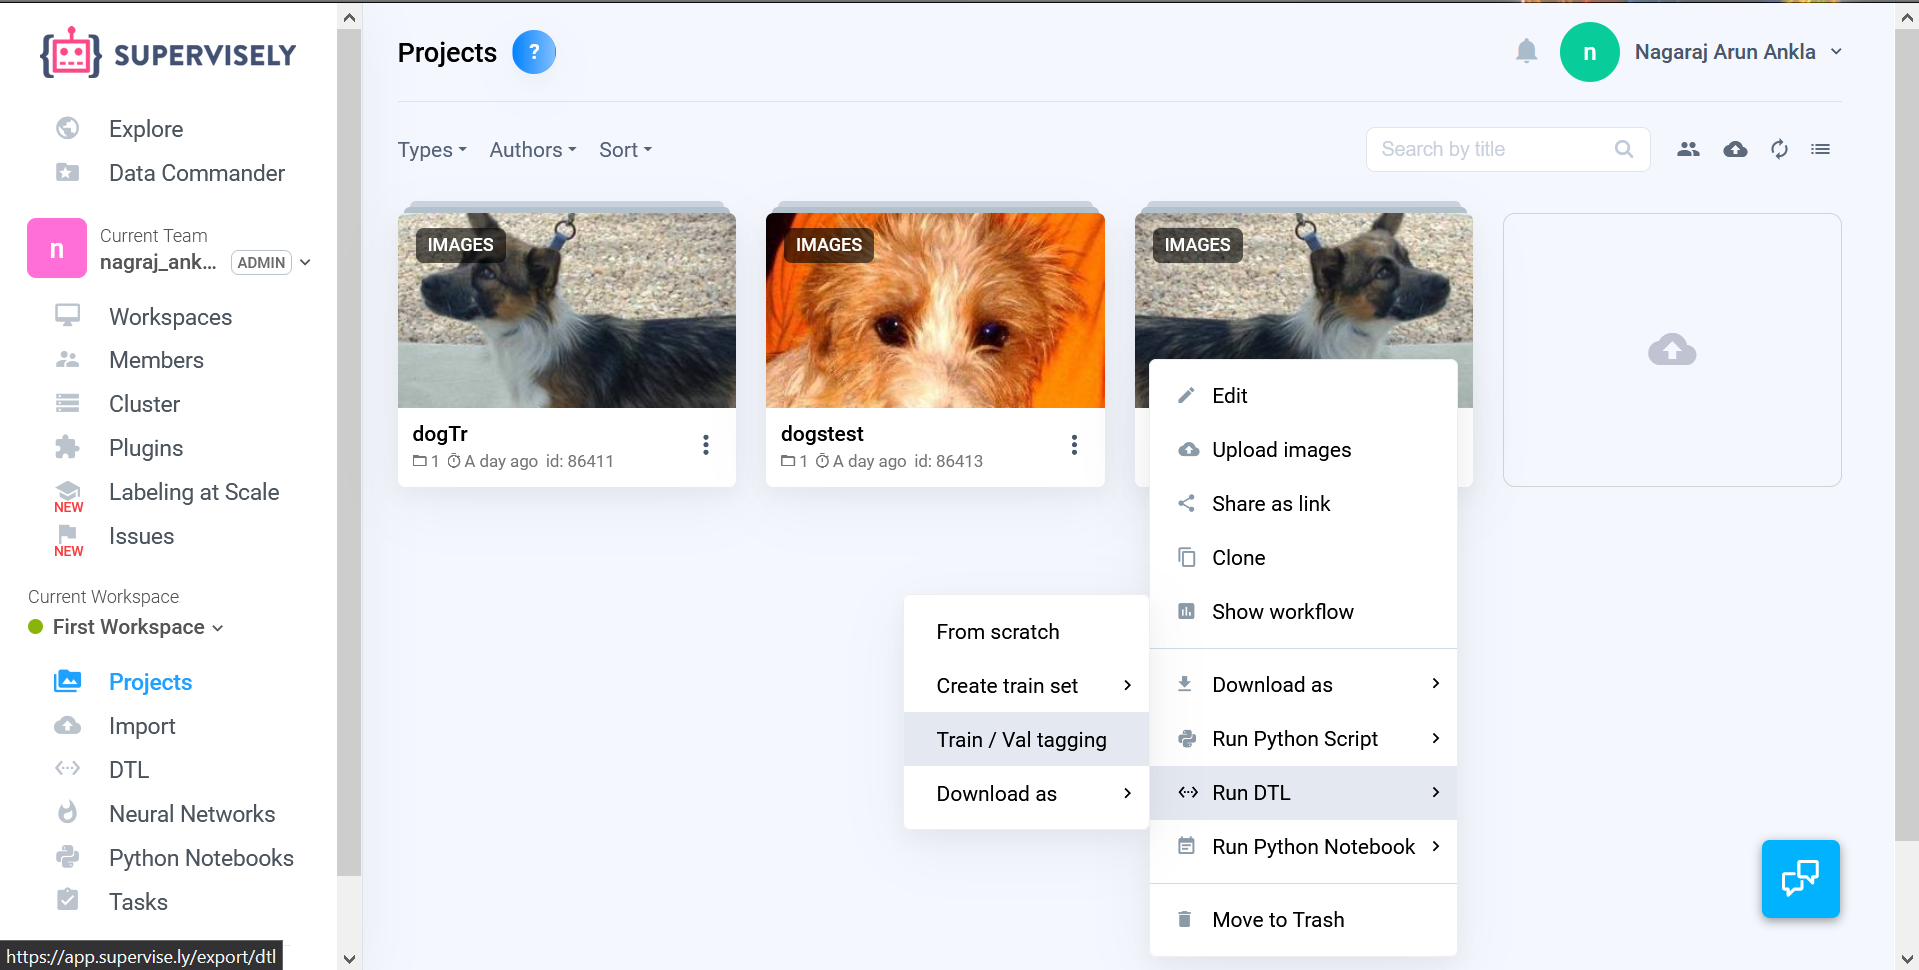 SUPERVISELY
Explore
Data Commander
n
Current Team
nagraj_ank...
ADMIN
Workspaces
Members
Cluster
Plugins
Labeling at Scale
NEW
Issues
NEW
Current Workspace
First Workspace
Projects
Import
DTL
Neural Networks
Python Notebooks
Tasks
https://app.supervise.ly/export/dtl
Projects ?
n Nagaraj Arun Ankla
Types Authors Sort
Search by title
IMAGES
dogTr
1 A day ago id: 86411
IMAGES
dogstest
1 A day ago id: 86413
IMAGES
Edit
Upload images
Share as link
Clone
Show workflow
Download as
Run Python Script
Run DTL
Run Python Notebook
Move to Trash
From scratch
Create train set
Train / Val tagging
Download as